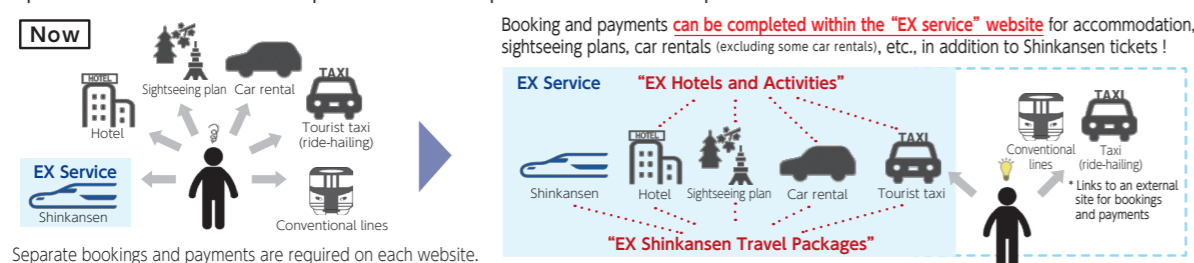 Now
HOTEL
Hotel
Sightseeing plan
Car rental
TAXI
Tourist taxi
(ride-hailing)
EX Service
Shinkansen
Conventional lines
Separate bookings and payments are required on each website.
Booking and payments can be completed within the “EX service” website for accommodation,
sightseeing plans, car rentals (excluding some car rentals), etc., in addition to Shinkansen tickets !
EX Service
“EX Hotels and Activities”
HOTEL
TAXI
Shinkansen
Hotel
Sightseeing plan
Car rental
Tourist taxi
“EX Shinkansen Travel Packages”
TAXI
Conventional
lines
Taxi
(ride-hailing)
* Links to an external
site for bookings
and payments